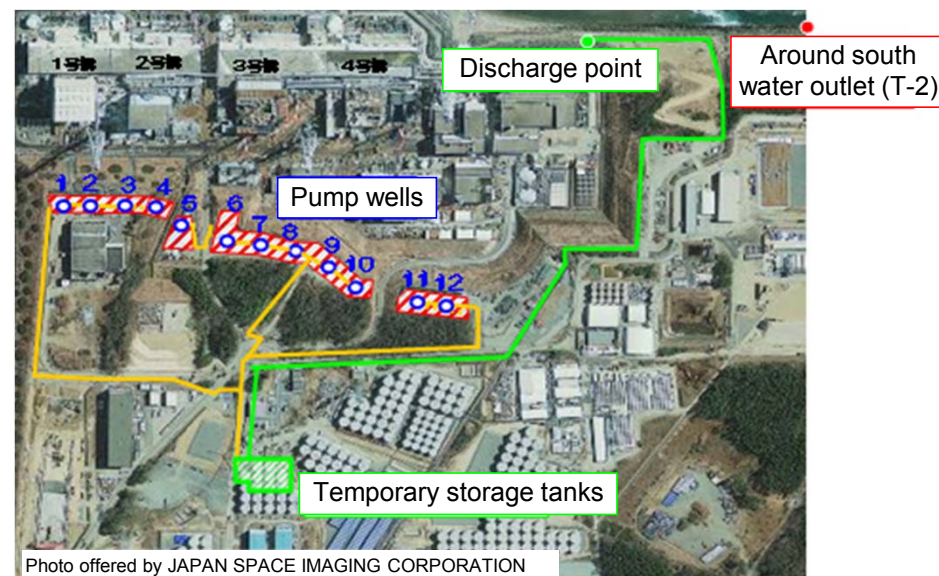 1号機
2号機
3号機
4号機
Discharge point
Around south
water outlet (T-2)
Pump wells
1 2 3 4
5
6
7
8
9
10
11 12
Temporary storage tanks
Photo offered by JAPAN SPACE IMAGING CORPORATION